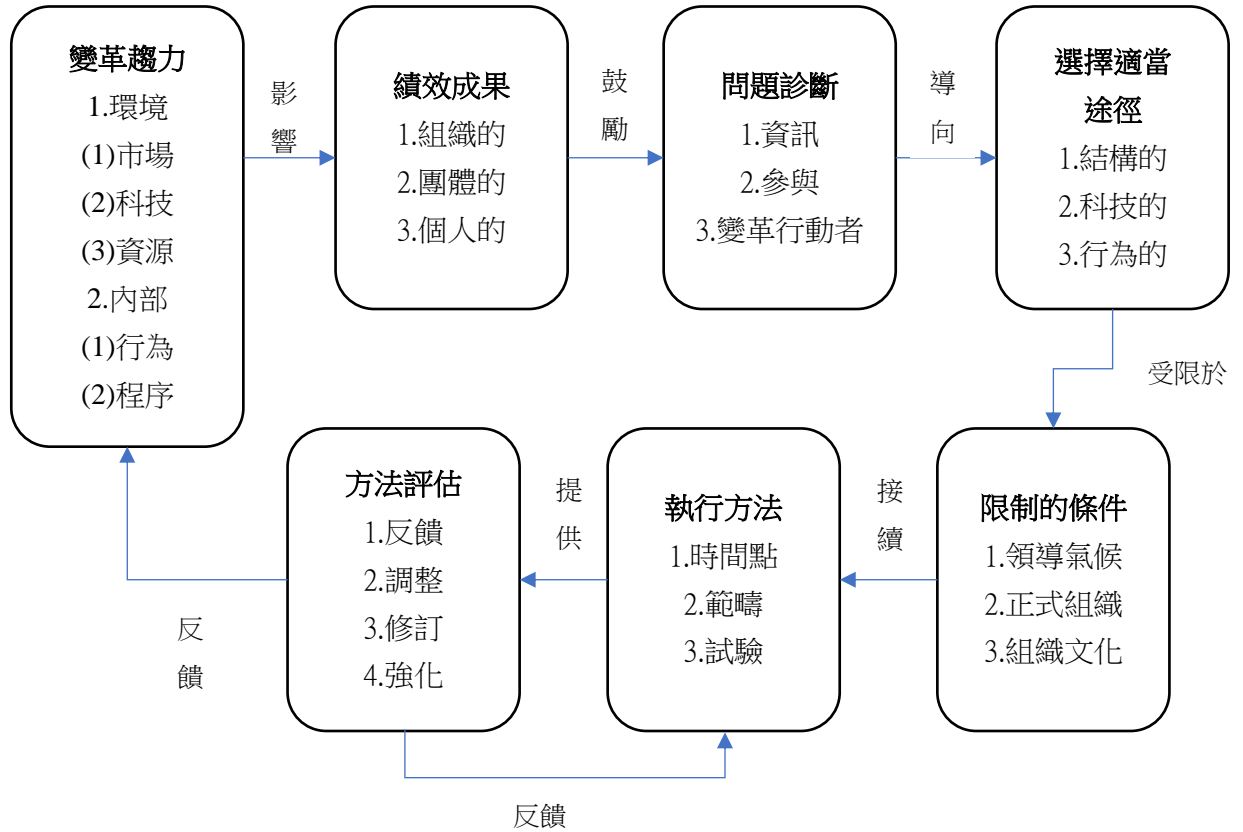 變革趨力
1.環境
(1)市場
(2)科技
(3)資源
2.內部
(1)行為
(2)程序
影
響
績效成果
1.組織的
2.團體的
3.個人的
鼓
勵
問題診斷
1.資訊
2.參與
3.變革行動者
導
向
選擇適當
途徑
1.結構的
2.科技的
3.行為的
受限於
限制的條件
1.領導氣候
2.正式組織
3.組織文化
接
續
執行方法
1.時間點
2.範疇
3.試驗
提
供
方法評估
1.反饋
2.調整
3.修訂
4.強化
反
饋
反饋